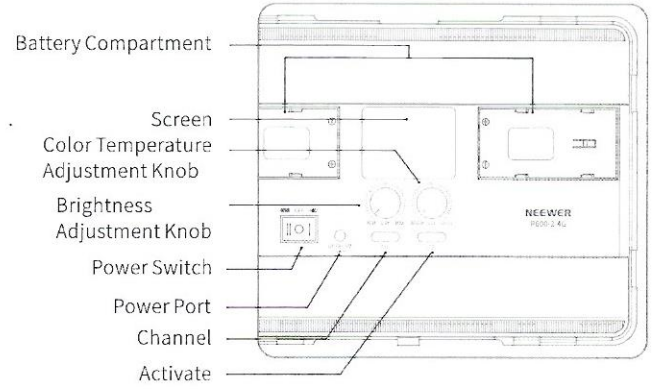 Battery Compartment
Screen
Color Temperature
Adjustment Knob
Brightness
Adjustment Knob
NEEWER
Power Switch
Power Port
Channel
Activate